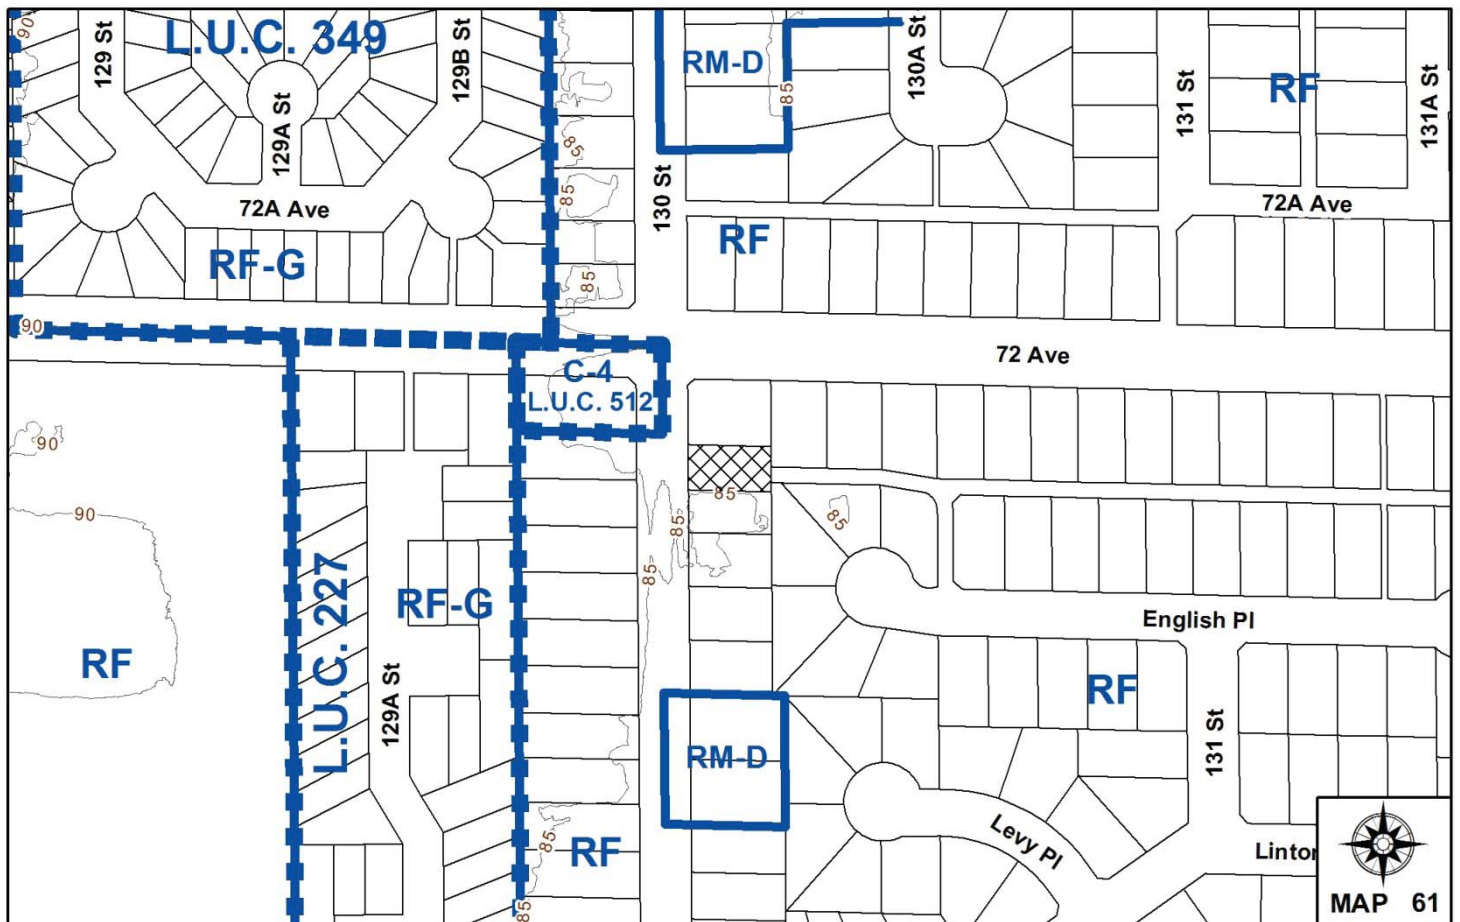 90
129 St
L.U.C. 349
129B St
129A St
RM-D
85
130A St
131 St
RF
131A St
85
85
130 St
72A Ave
72A Ave
RF-G
RF
85
90
72 Ave
C-4
L.U.C. 512
90
85
90
85
85
85
L.U.C. 227
RF-G
English Pl
RF
129A St
RF
RM-D
131 St
85
RF
Levy Pl
Linton
85
MAP 61